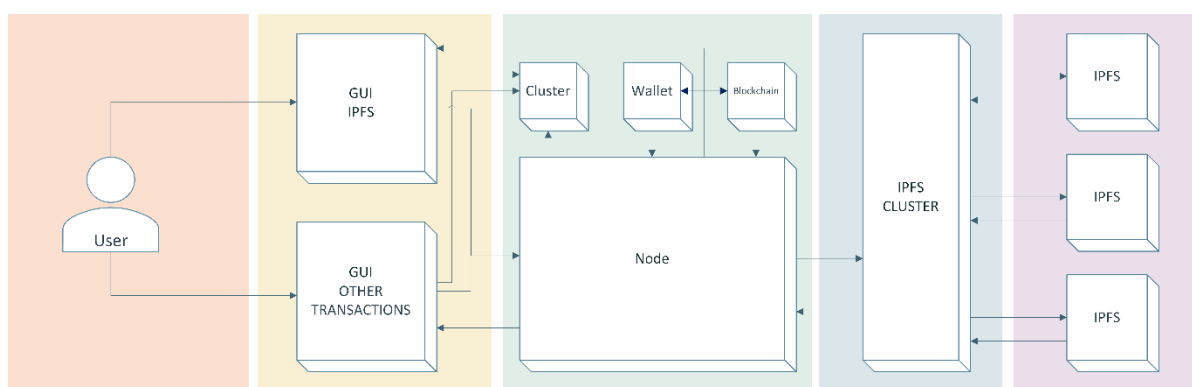 User
GUI
IPFS
GUI
OTHER
TRANSACTIONS
Cluster
Wallet
Blockchain
Node
IPFS
CLUSTER
IPFS
IPFS
IPFS